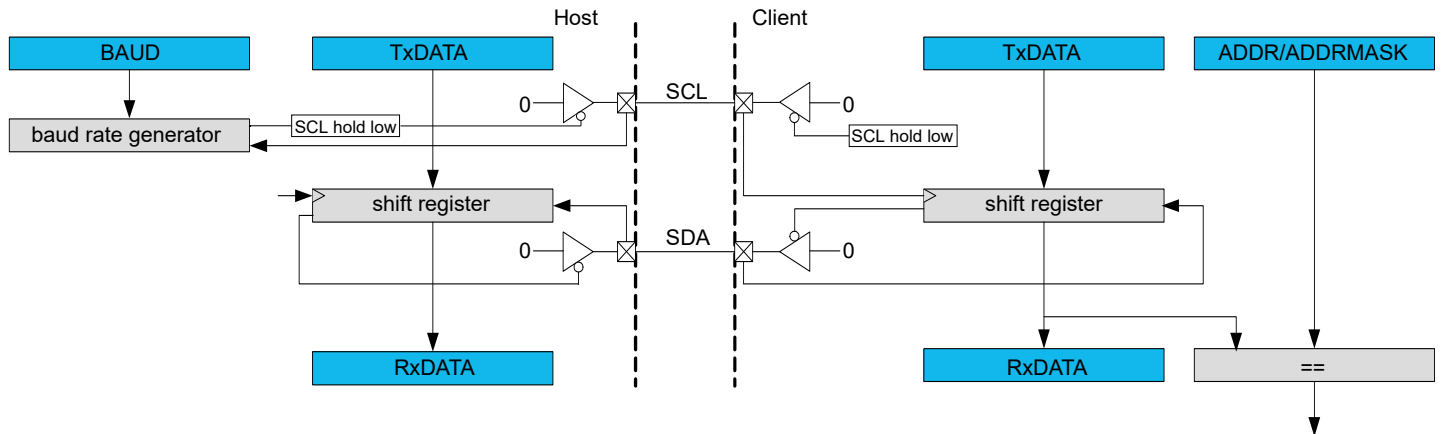 Host
Client
BAUD
TxDATA
TxDATA
ADDR/ADDRMASK
0
SCL
0
baud rate generator
SCL hold low
SCL hold low
shift register
shift register
0
SDA
0
RxDATA
RxDATA
==